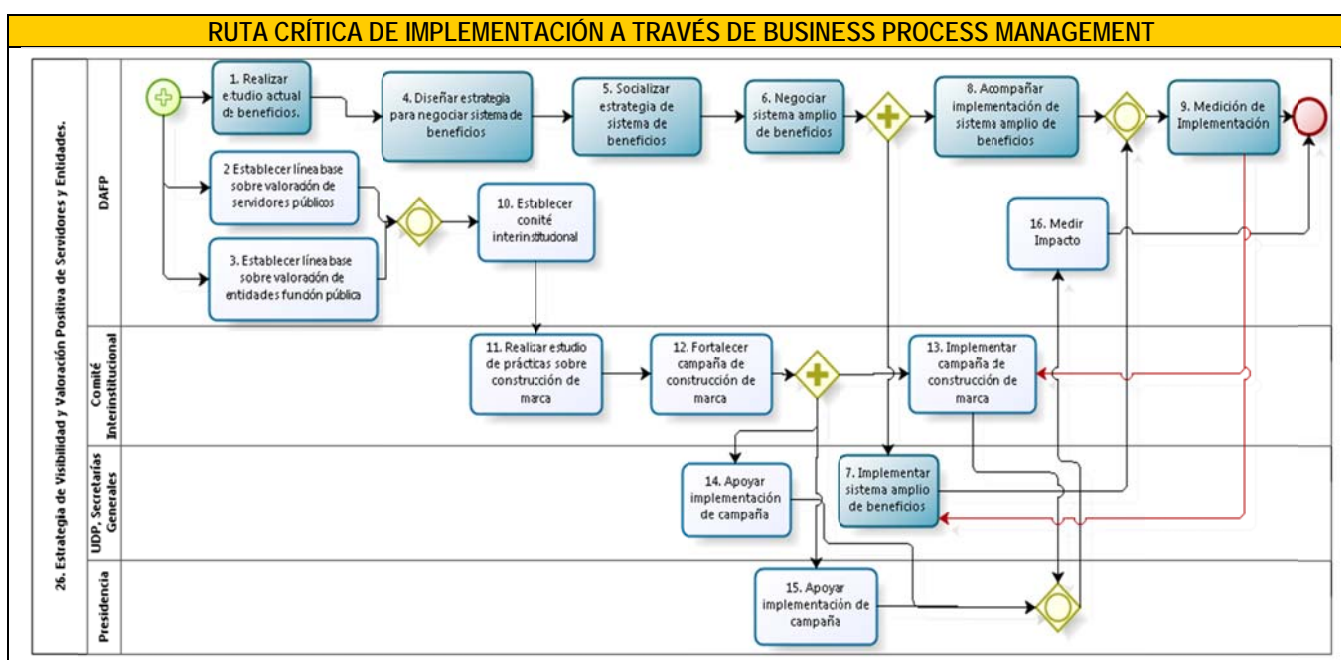 RUTA CRÍTICA DE IMPLEMENTACIÓN A TRAVÉS DE BUSINESS PROCESS MANAGEMENT
26. Estrategia de Visibilidad y Valoración Positiva de Servidores y Entidades.
DAFP
1. Realizar
estudio actual
de beneficios.
4. Diseñar estrategia
para negociar sistema de
beneficios
5. Socializar
estrategia de
sistema de
beneficios
6. Negociar
sistema amplio
de beneficios
8. Acompañar
implementación de
sistema amplio de
beneficios
9. Medición de
Implementación
2 Establecer línea base
sobre valoración de
servidores públicos
3. Establecer línea base
sobre valoración de
entidades función pública
10. Establecer
comité
interinstitucional
16. Medir
Impacto
Comité
Interinstitucional
11. Realizar estudio
de prácticas sobre
construcción de
marca
12. Fortalecer
campaña de
construcción de
marca
13. Implementar
campaña de
construcción de
marca
UDP, Secretarías
Generales
14. Apoyar
implementación
de campaña
7. Implementar
sistema amplio
de beneficios
Presidencia
15. Apoyar
implementación de
campaña